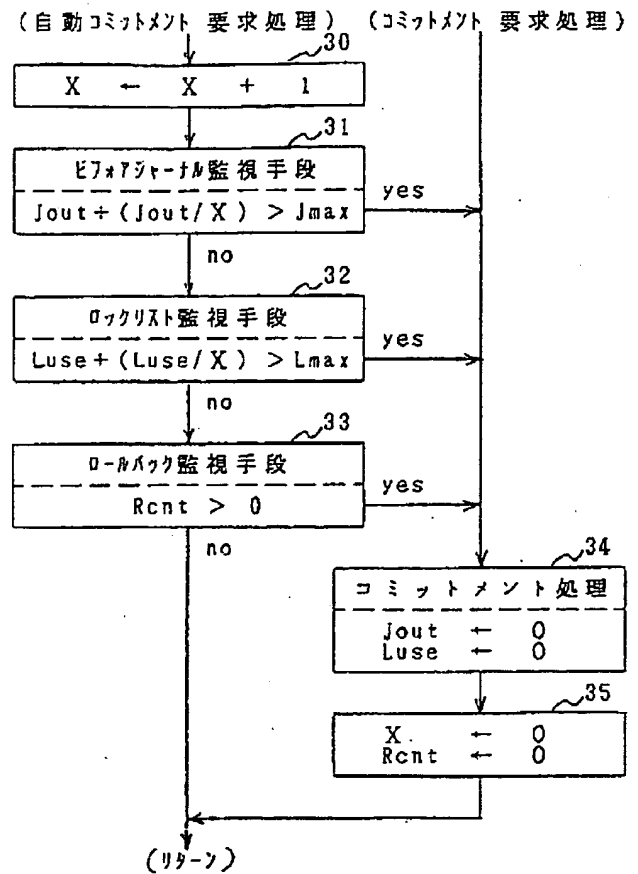 (自動コミットメント 要求処理) (コミットメント 要求処理)
30
X ← X + 1
31
ビフォアジャーナル監視手段
Jout+(Jout/X) > Jmax
yes
no
32
ロックリスト監視手段
Luse+(Luse/X) > Lmax
yes
no
33
ロールバック監視手段
Rcnt > 0
yes
no
34
コミットメント処理
Jout ← 0
Luse ← 0
35
X ← 0
Rcnt ← 0
(リターン)